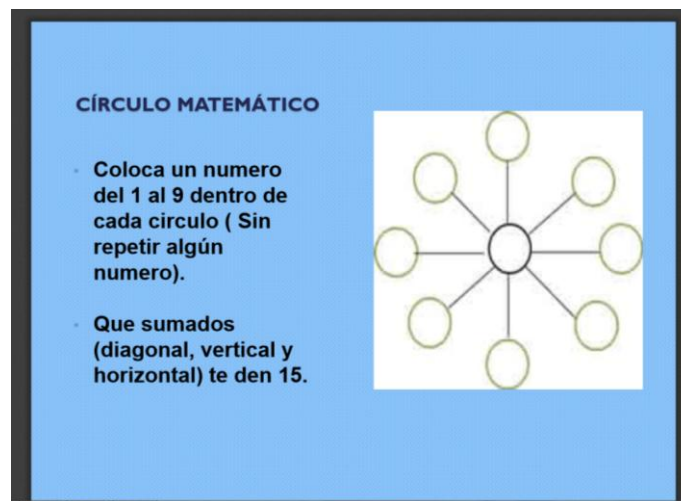 CÍRCULO MATEMÁTICO
Coloca un numero
del 1 al 9 dentro de
cada circulo ( Sin
repetir algún
numero).
Que sumados
(diagonal, vertical y
horizontal) te den 15.